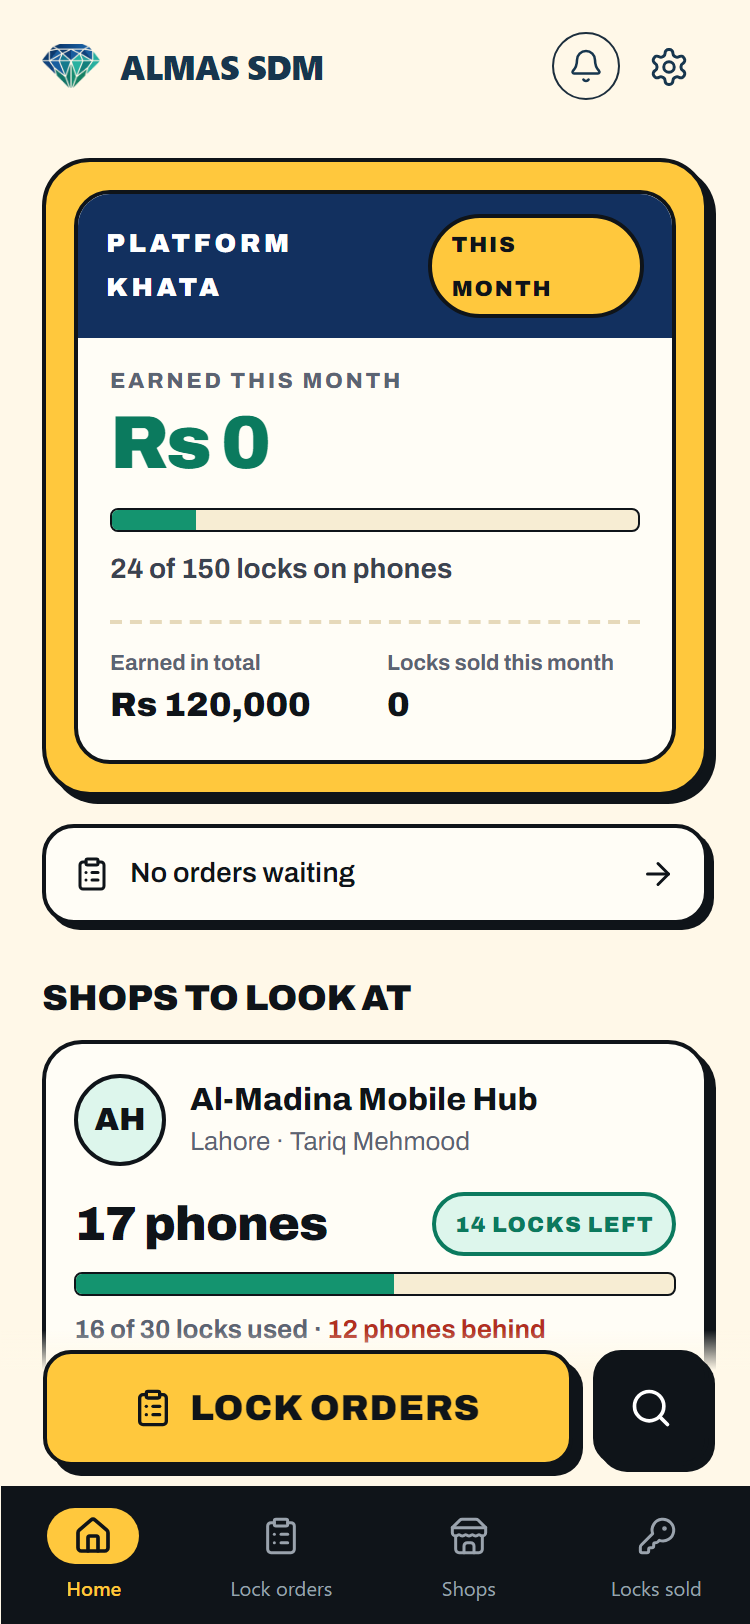 ALMAS SDM
PLATFORM
KHATA
THIS
MONTH
EARNED THIS MONTH
Rs 0
24 of 150 locks on phones
Earned in total
Locks sold this month
Rs 120,000
0
No orders waiting
SHOPS TO LOOK AT
AH
Al-Madina Mobile Hub
Lahore · Tariq Mehmood
17 phones
14 LOCKS LEFT
16 of 30 locks used · 12 phones behind
LOCK ORDERS
Home
Lock orders
Shops
Locks sold